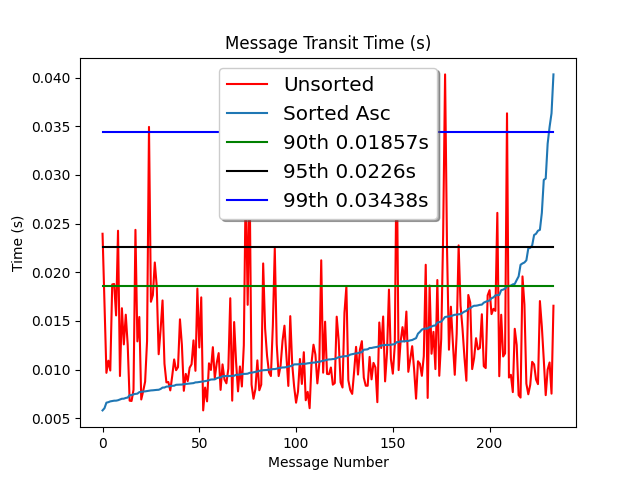 Message Transit Time (s)
Unsorted
Sorted Asc
90th 0.01857s
95th 0.0226s
99th 0.03438s
0.040
0.035
0.030
0.025
0.020
0.015
0.010
0.005
Time (s)
0 50 100 150 200
Message Number